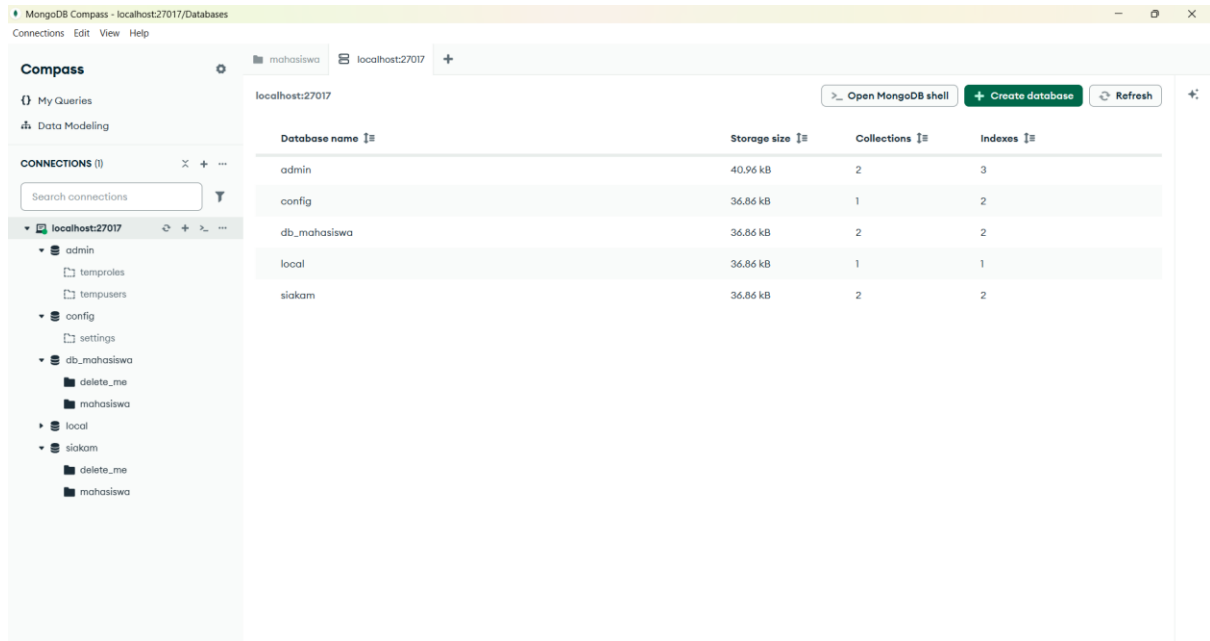 MongoDB Compass - localhost:27017/Databases
Connections Edit View Help
Compass
{} My Queries
Data Modeling
CONNECTIONS (1)
Search connections
localhost:27017
admin
temproles
tempusers
config
settings
db_mahasiswa
delete_me
mahasiswa
local
siakam
delete_me
mahasiswa
mahasiswa localhost:27017
localhost:27017
>_ Open MongoDB shell + Create database Refresh
Database name Storage size Collections Indexes
admin 40.96 kB 2 3
config 36.86 kB 1 2
db_mahasiswa 36.86 kB 2 2
local 36.86 kB 1 1
siakam 36.86 kB 2 2